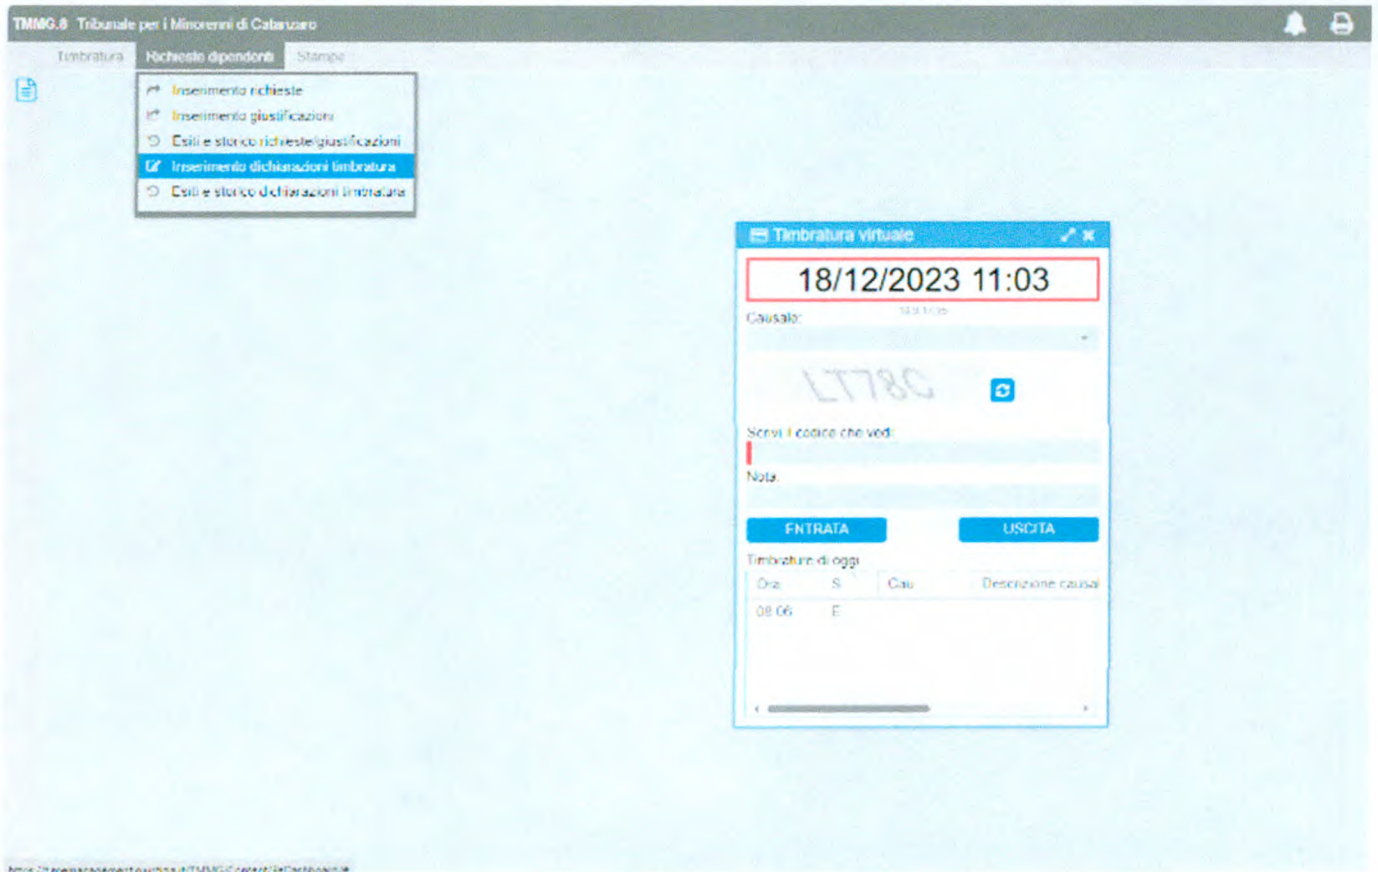 TMMG.8 Tribunale per i Minorenni di Catanzaro
Timbratura Richieste dipendenti Stampe
Inserimento richieste
Inserimento giustificazioni
Esiti e storico richieste/giustificazioni
Inserimento dichiarazioni timbratura
Esiti e storico dichiarazioni timbratura
Timbratura virtuale
18/12/2023 11:03
Causale:
LT78C
Scrivi il codice che vedi:
Nota:
ENTRATA USCITA
Timbrature di oggi
Ora S Cau Descrizione causal
08:06 E